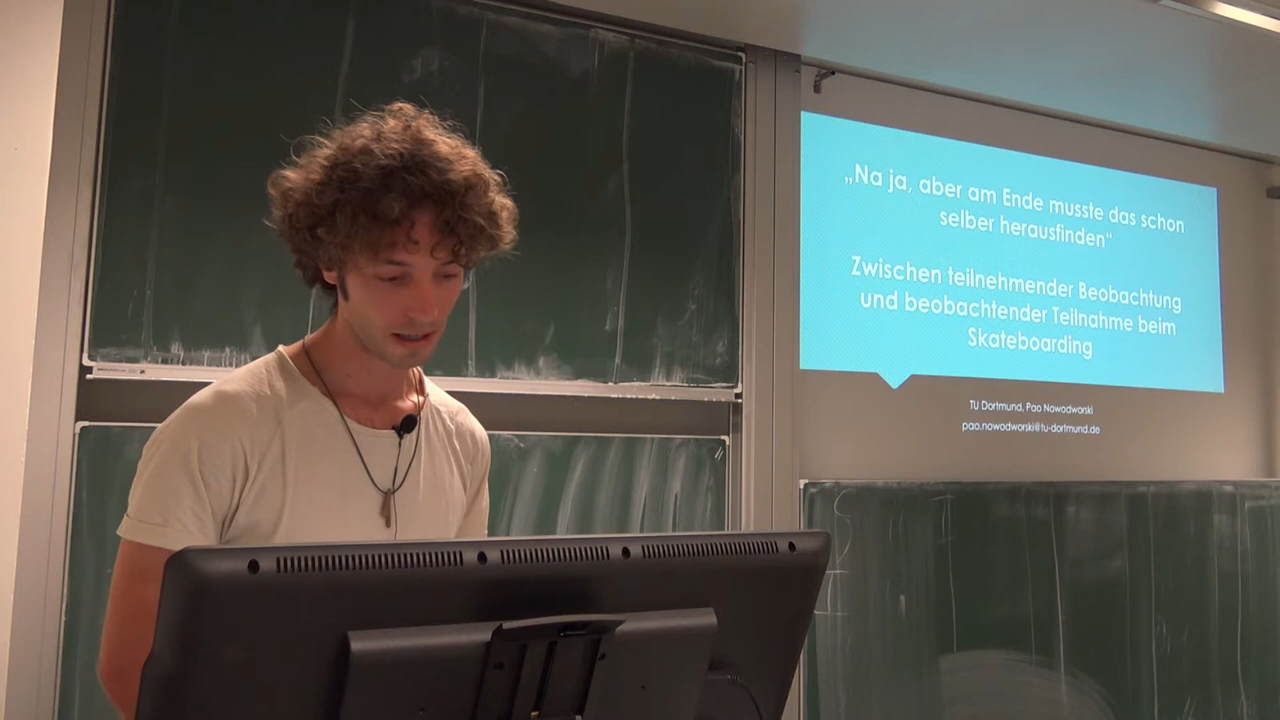 „Na ja, aber am Ende musste das schon
selber herausfinden“
Zwischen teilnehmender Beobachtung
und beobachtender Teilnahme beim
Skateboarding
TU Dortmund, Pao Nowodworski
pao.nowodworski@tu-dortmund.de